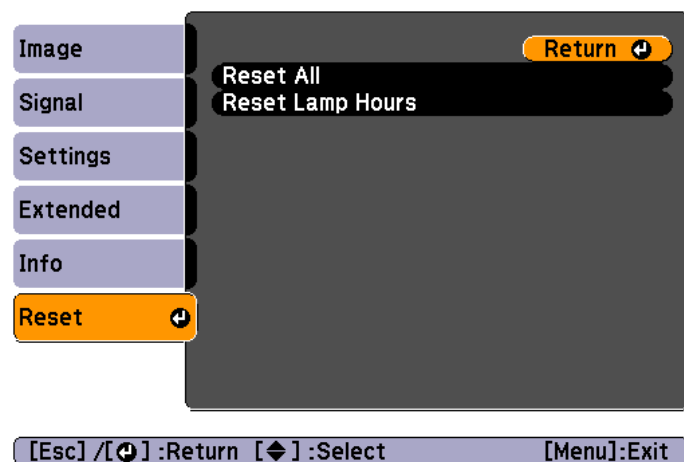 Image
Signal
Settings
Extended
Info
Reset
Return
Reset All
Reset Lamp Hours
[Esc] /[ ] :Return [ ] :Select [Menu]:Exit